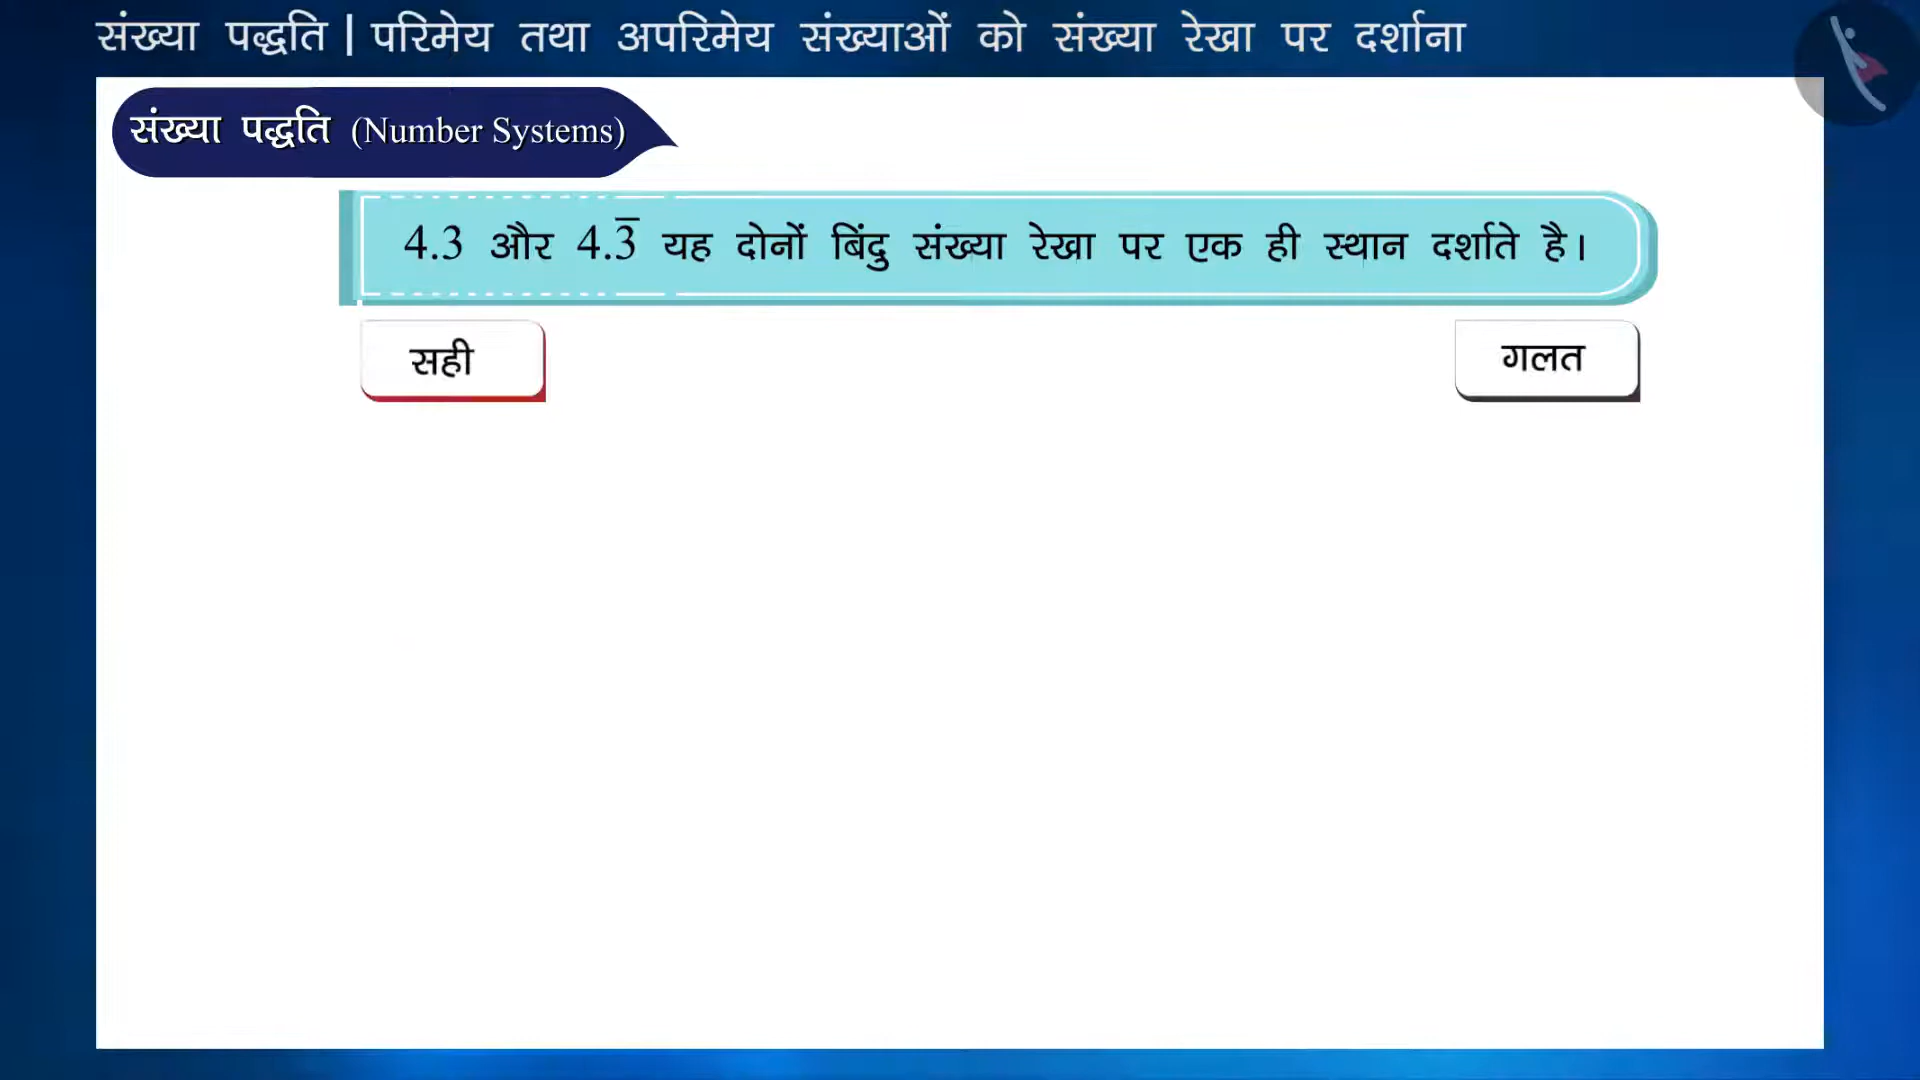 संख्या पद्धति | परिमेय तथा अपरिमेय संख्याओं को संख्या रेखा पर दर्शाना
संख्या पद्धति (Number Systems)
4.3 और 4.3̅ यह दोनों बिंदु संख्या रेखा पर एक ही स्थान दर्शाते है।
सही
गलत